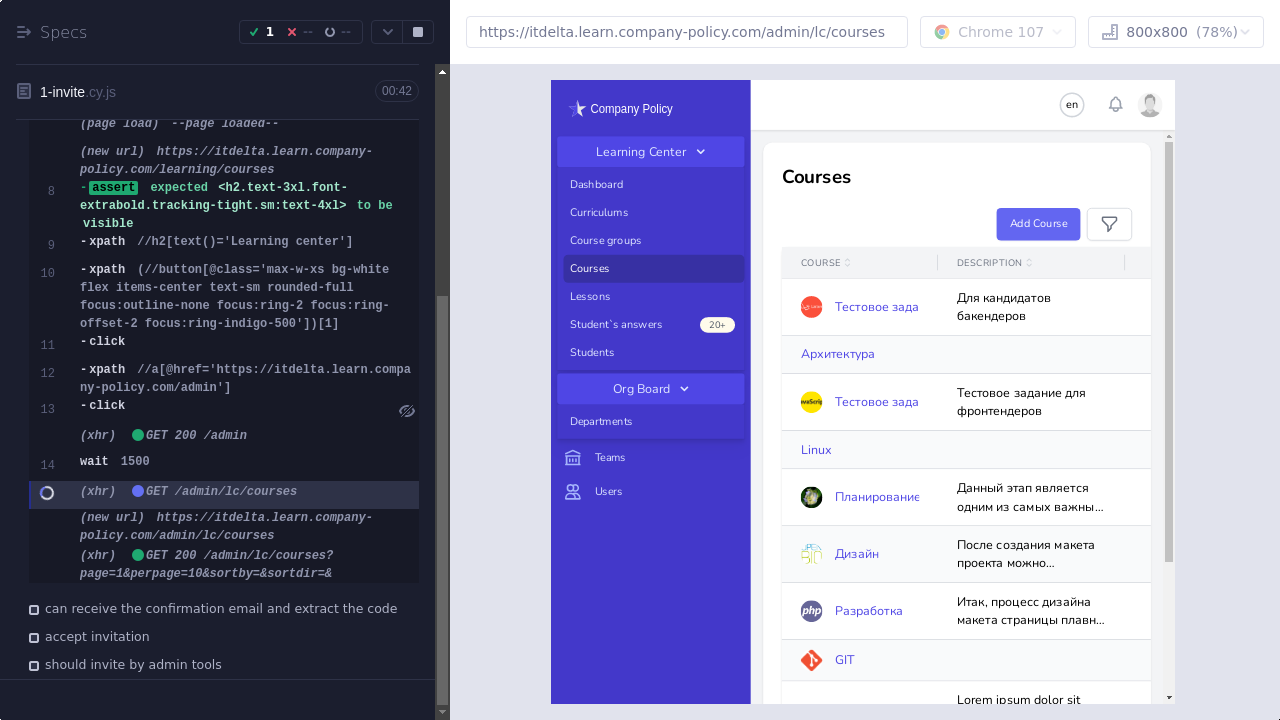 Specs
1
--
--
1-invite.cy.js
00:42
(page load) --page loaded--
(new url) https://itdelta.learn.company-
policy.com/learning/courses
8
-assert expected <h2.text-3xl.font-
extrabold.tracking-tight.sm:text-4xl> to be
visible
9
-xpath //h2[text()='Learning center']
10
-xpath (//button[@class='max-w-xs bg-white
flex items-center text-sm rounded-full
focus:outline-none focus:ring-2 focus:ring-
offset-2 focus:ring-indigo-500'])[1]
11
-click
12
-xpath //a[@href='https://itdelta.learn.compa
ny-policy.com/admin']
13
-click
(xhr) GET 200 /admin
14
wait 1500
(xhr) GET /admin/lc/courses
(new url) https://itdelta.learn.company-
policy.com/admin/lc/courses
(xhr) GET 200 /admin/lc/courses?
page=1&perpage=10&sortby=&sortdir=&
can receive the confirmation email and extract the code
accept invitation
should invite by admin tools
https://itdelta.learn.company-policy.com/admin/lc/courses
Chrome 107
800x800 (78%)
Company Policy
Learning Center
Dashboard
Curriculums
Course groups
Courses
Lessons
Student`s answers
20+
Students
Org Board
Departments
Teams
Users
en
Courses
Add Course
COURSE
DESCRIPTION
Тестовое зада
Для кандидатов
бакендеров
Архитектура
Тестовое зада
Тестовое задание для
фронтендеров
Linux
Планирование
Данный этап является
одним из самых важны...
Дизайн
После создания макета
проекта можно...
php
Разработка
Итак, процесс дизайна
макета страницы плавн...
GIT
Lorem ipsum dolor sit